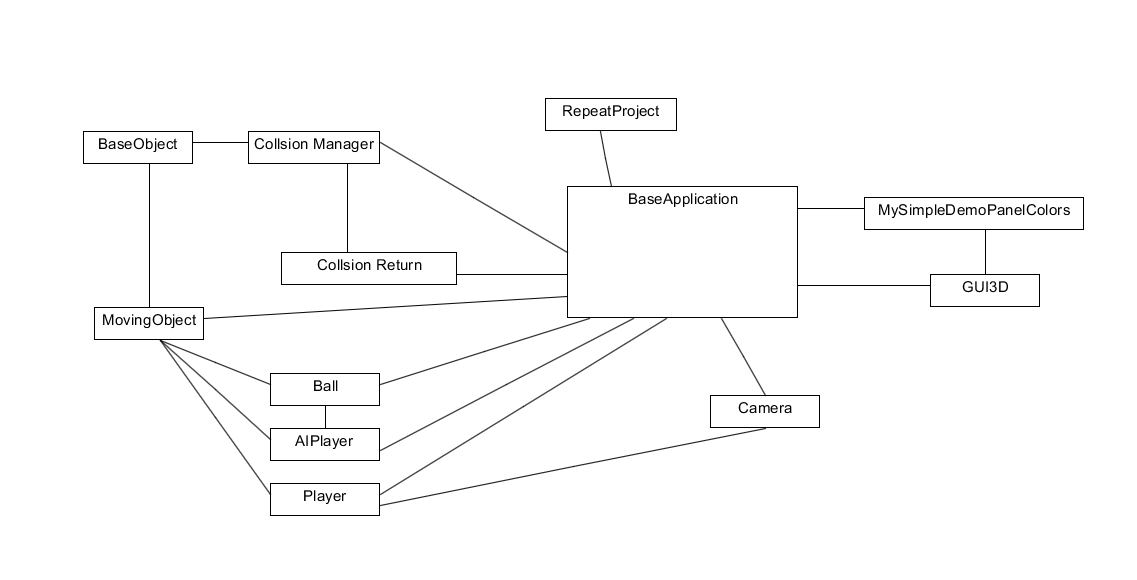 RepeatProject
BaseObject
Collsion Manager
BaseApplication
MySimpleDemoPanelColors
Collsion Return
GUI3D
MovingObject
Ball
Camera
AIPlayer
Player